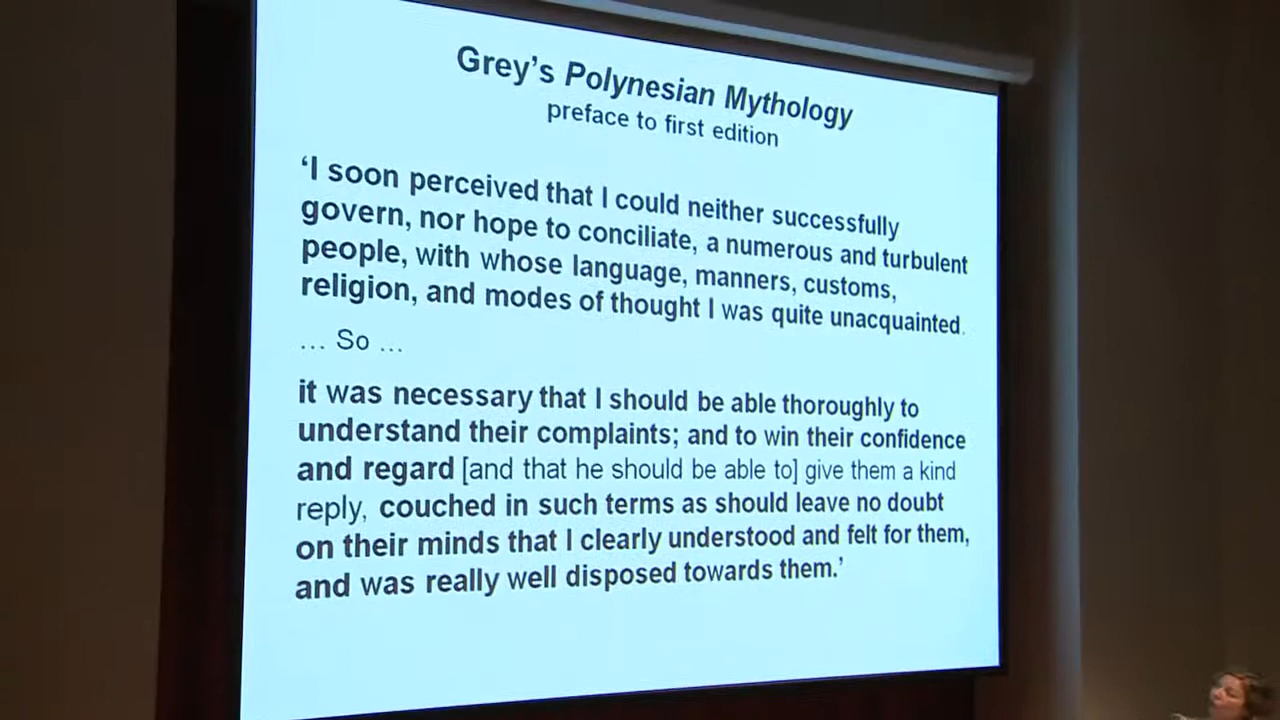 Grey’s Polynesian Mythology
preface to first edition
‘I soon perceived that I could neither successfully
govern, nor hope to conciliate, a numerous and turbulent
people, with whose language, manners, customs,
religion, and modes of thought I was quite unacquainted.
… So …
it was necessary that I should be able thoroughly to
understand their complaints; and to win their confidence
and regard [and that he should be able to] give them a kind
reply, couched in such terms as should leave no doubt
on their minds that I clearly understood and felt for them,
and was really well disposed towards them.’